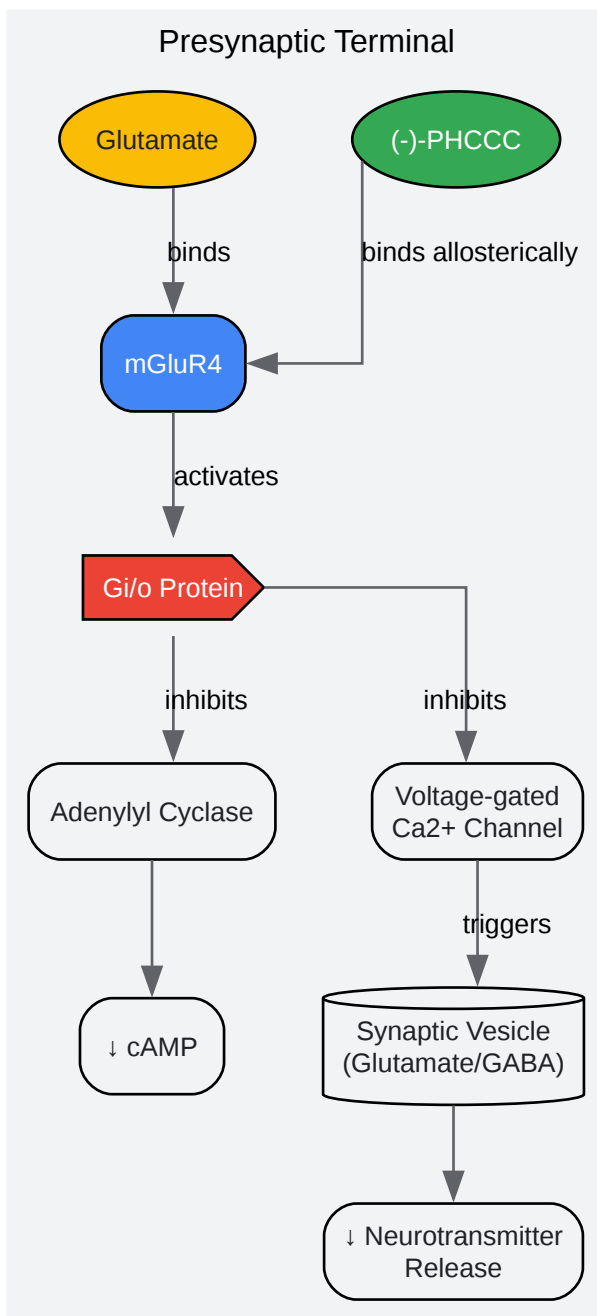 Presynaptic Terminal
Glutamate
(-)-PHCCC
binds
binds allosterically
mGluR4
activates
Gi/o Protein
inhibits
inhibits
Adenylyl Cyclase
Voltage-gated
Ca2+ Channel
triggers
↓ cAMP
Synaptic Vesicle
(Glutamate/GABA)
↓ Neurotransmitter
Release